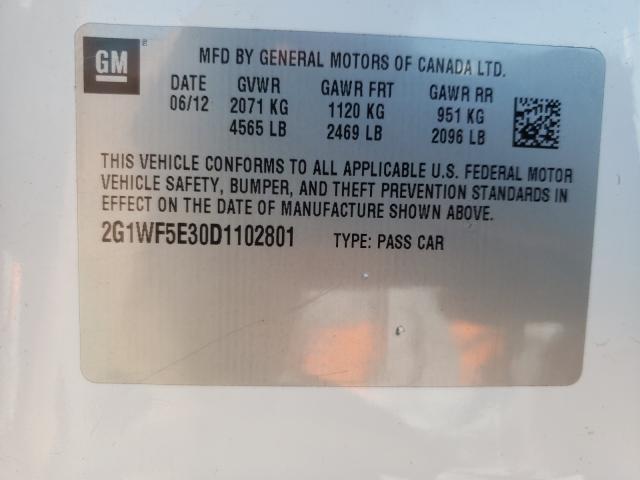 GM
MFD BY GENERAL MOTORS OF CANADA LTD.
DATE GVWR GAWR FRT GAWR RR
06/12 2071 KG 1120 KG 951 KG
4565 LB 2469 LB 2096 LB
THIS VEHICLE CONFORMS TO ALL APPLICABLE U.S. FEDERAL MOTOR
VEHICLE SAFETY, BUMPER, AND THEFT PREVENTION STANDARDS IN
EFFECT ON THE DATE OF MANUFACTURE SHOWN ABOVE.
2G1WF5E30D1102801 TYPE: PASS CAR